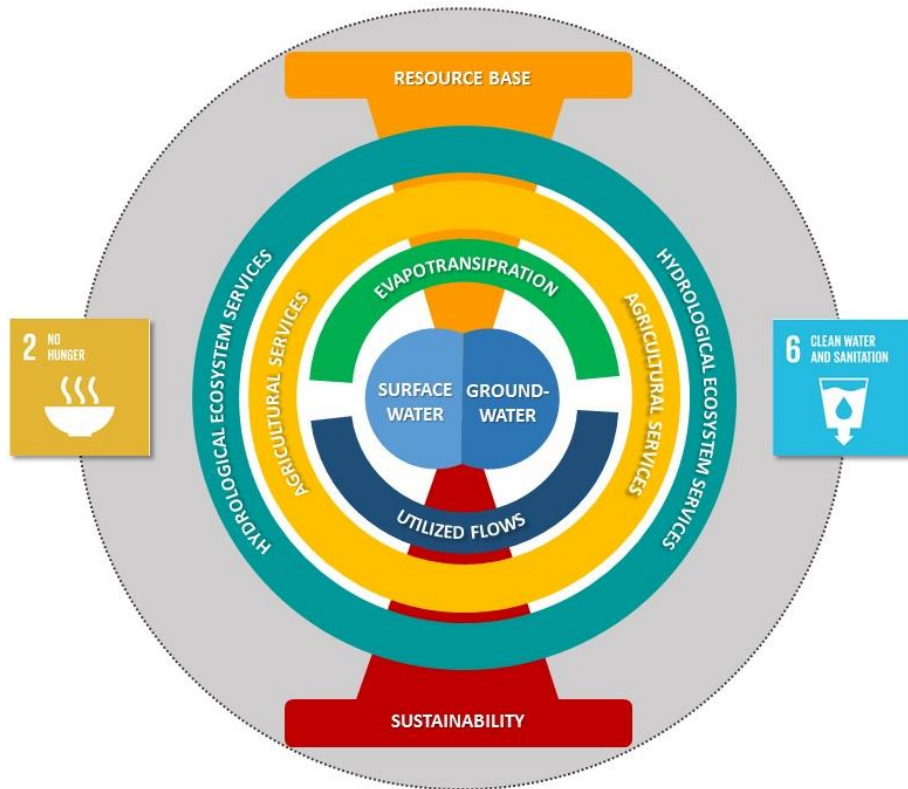 RESOURCE BASE
HYDROLOGICAL ECOSYSTEM SERVICES
AGRICULTURAL SERVICES
EVAPOTRANSIPRATION
AGRICULTURAL SERVICES
HYDROLOGICAL ECOSYSTEM SERVICES
2 NO
HUNGER
SURFACE
WATER
GROUND-
WATER
6 CLEAN WATER
AND SANITATION
UTILIZED FLOWS
SUSTAINABILITY